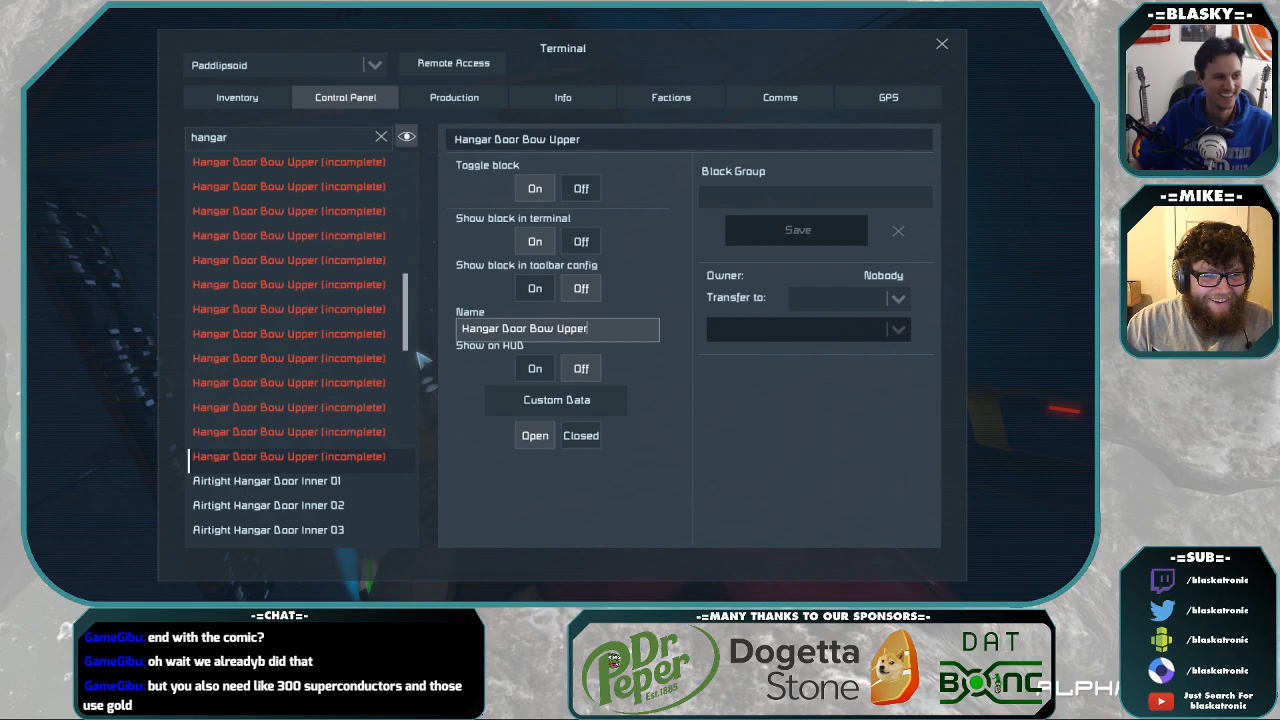 -=BLASKY=-
Terminal
Paddlipsoid
Remote Access
Inventory
Control Panel
Production
Info
Factions
Comms
GPS
hangar
Hangar Door Bow Upper (incomplete)
Hangar Door Bow Upper (incomplete)
Hangar Door Bow Upper (incomplete)
Hangar Door Bow Upper (incomplete)
Hangar Door Bow Upper (incomplete)
Hangar Door Bow Upper (incomplete)
Hangar Door Bow Upper (incomplete)
Hangar Door Bow Upper (incomplete)
Hangar Door Bow Upper (incomplete)
Hangar Door Bow Upper (incomplete)
Hangar Door Bow Upper (incomplete)
Hangar Door Bow Upper (incomplete)
Hangar Door Bow Upper (incomplete)
Airtight Hangar Door Inner 01
Airtight Hangar Door Inner 02
Airtight Hangar Door Inner 03
Hangar Door Bow Upper
Toggle block
On Off
Show block in terminal
On Off
Show block in toolbar config
On Off
Name
Hangar Door Bow Upper
Show on HUD
On Off
Custom Data
Open Closed
Block Group
Save
Owner: Nobody
Transfer to:
-=MIKE=-
-=SUB=-
/blaskatronic
/blaskatronic
/blaskatronic
/blaskatronic
Just Search For
blaskatronic
-=CHAT=-
GameGibu: end with the comic?
GameGibu: oh wait we alreadyb did that
GameGibu: but you also need like 300 superconductors and those
use gold
-=MANY THANKS TO OUR SPONSORS=-
Dr
Peper
1885
Dogetta
Stone
DAT
BOINC
ALPHA